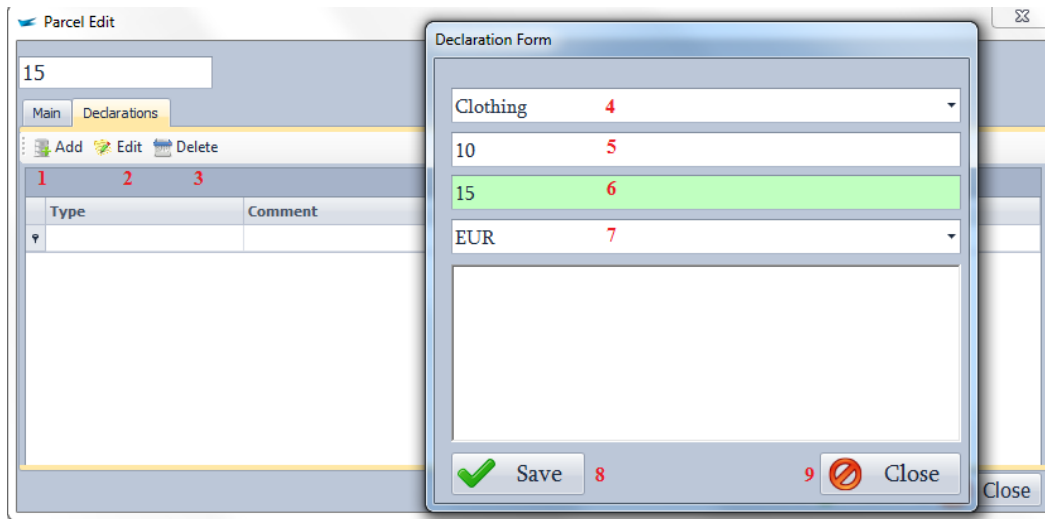 Parcel Edit
15
Main Declarations
Add Edit Delete
1 2 3
Type Comment
Close
Declaration Form
Clothing 4
10 5
15 6
EUR 7
Save 8 9 Close